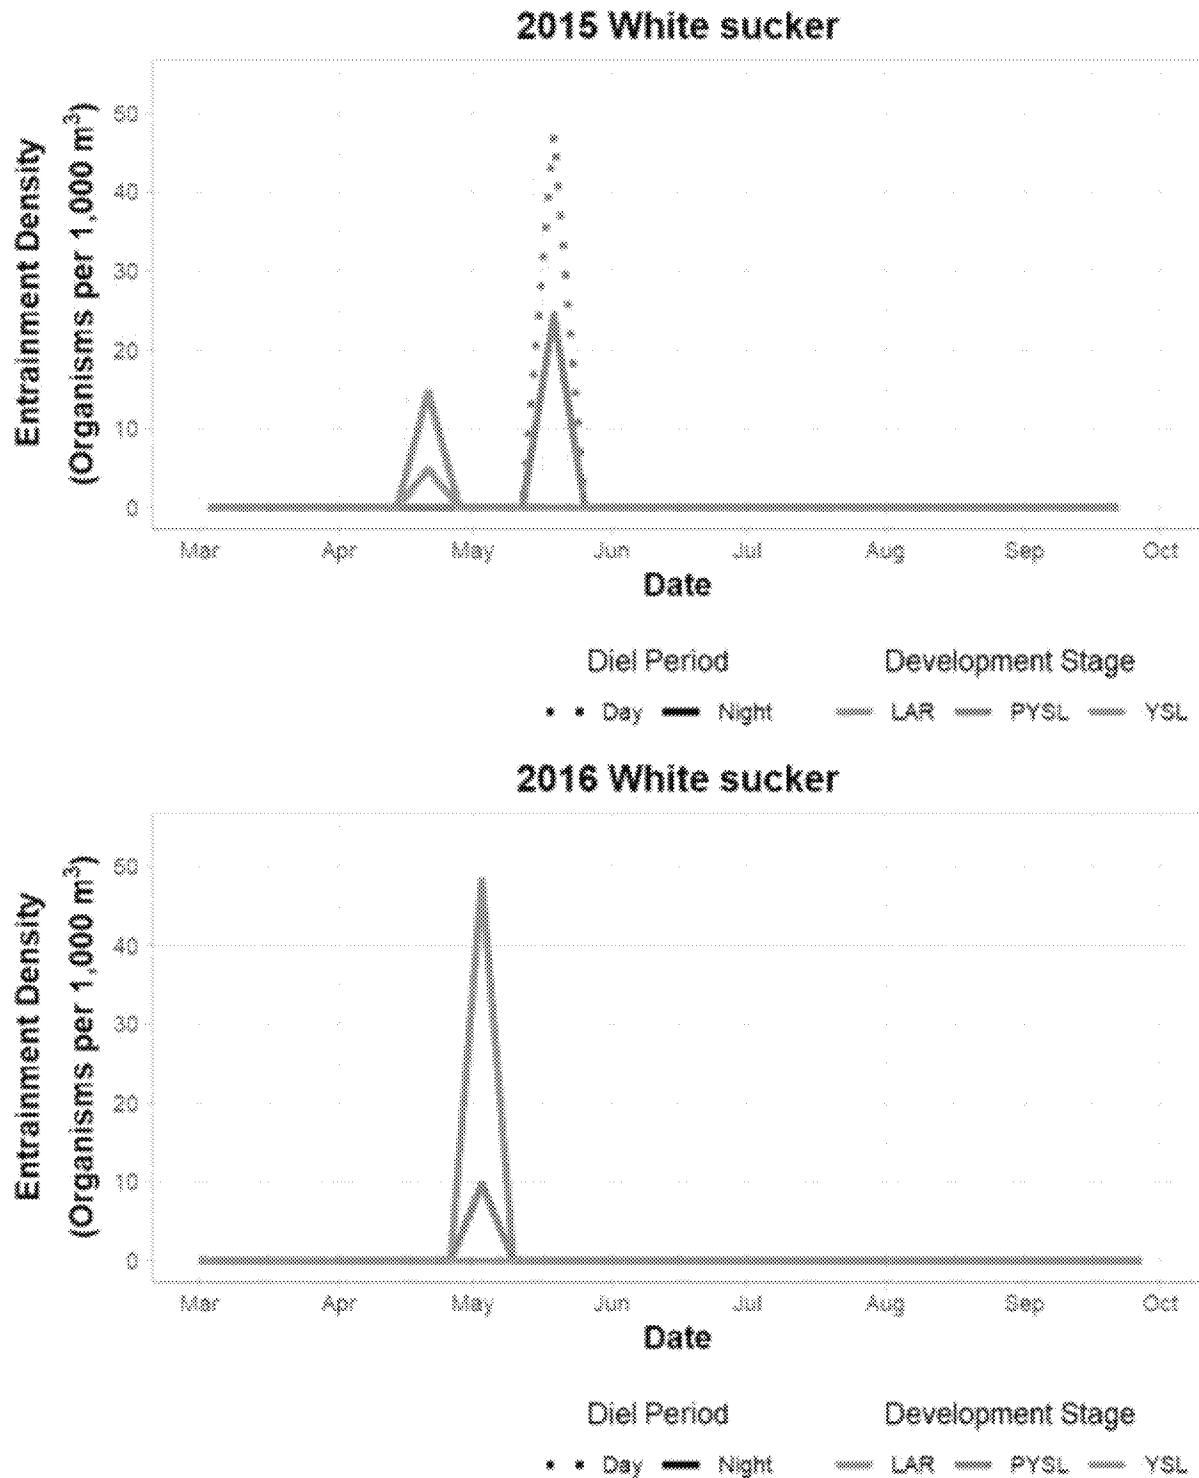 2015 White sucker
Entrainment Density
(Organisms per 1,000 m³)
50
40
30
20
10
0
Mar Apr May Jun Jul Aug Sep Oct
Date
Diel Period Development Stage
Day Night LAR PYSL YSL
2016 White sucker
Entrainment Density
(Organisms per 1,000 m³)
50
40
30
20
10
0
Mar Apr May Jun Jul Aug Sep Oct
Date
Diel Period Development Stage
Day Night LAR PYSL YSL